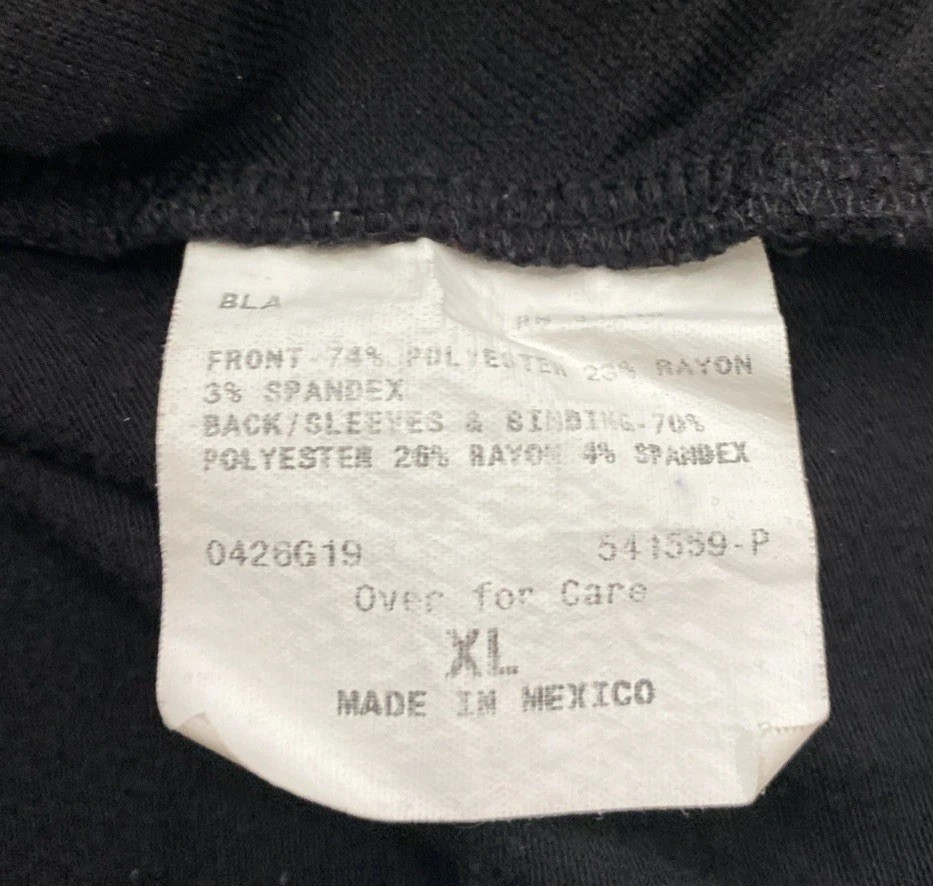 BLA
RN
FRONT-74% POLYESTER 23% RAYON
3% SPANDEX
BACK/SLEEVES & BINDING-70%
POLYESTER 26% RAYON 4% SPANDEX
0426G19 541559-P
Over for Care
XL
MADE IN MEXICO